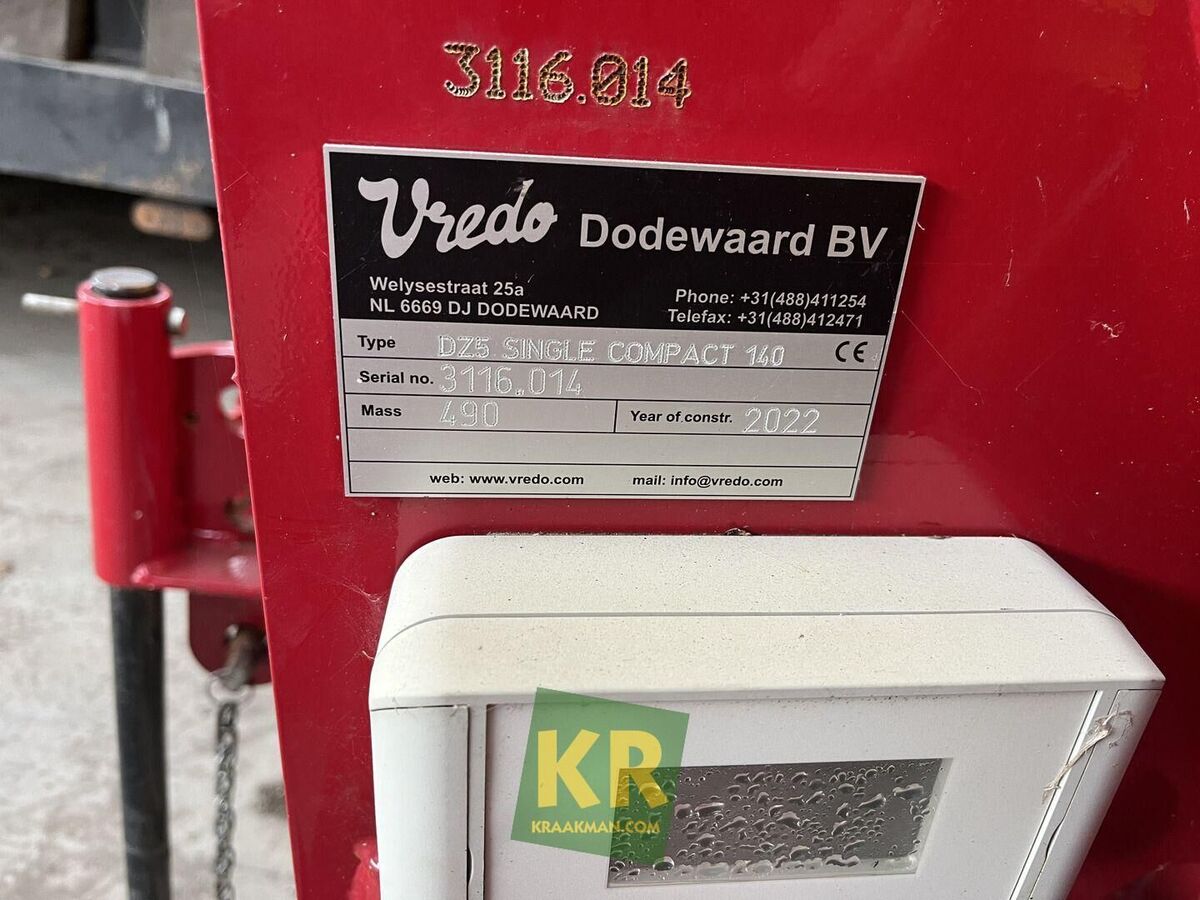 3116.014
Vredo Dodewaard BV
Welysestraat 25a
NL 6669 DJ DODEWAARD
Phone: +31(488)411254
Telefax: +31(488)412471
Type DZ5 SINGLE COMPACT 140 CE
Serial no. 3116.014
Mass 490 Year of constr. 2022
web: www.vredo.com mail: info@vredo.com
KR
KRAAKMAN.COM